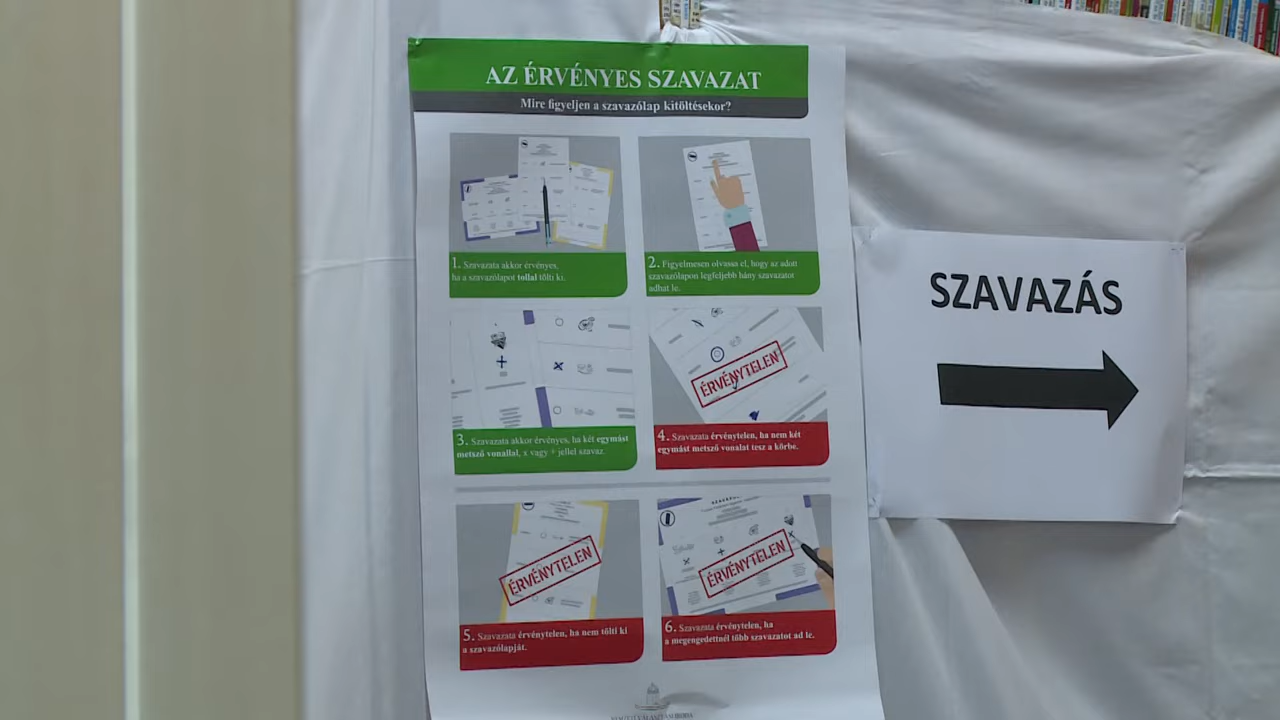 AZ ÉRVÉNYES SZAVAZAT
Mire figyeljen a szavazólap kitöltésekor?
1. Szavazata akkor érvényes,
ha a szavazólapot tollal tölti ki.
2. Figyelmesen olvassa el, hogy az adott
szavazólapon legfeljebb hány szavazatot
adhat le.
3. Szavazata akkor érvényes, ha két egymást
metsző vonallal, x vagy + jellel szavaz.
ÉRVÉNYTELEN
4. Szavazata érvénytelen, ha nem két
egymást metsző vonalat tesz a körbe.
ÉRVÉNYTELEN
5. Szavazata érvénytelen, ha nem tölti ki
a szavazólapját.
ÉRVÉNYTELEN
6. Szavazata érvénytelen, ha
a megengedettnél több szavazatot ad le.
NEMZETI VÁLASZTÁSI IRODA
SZAVAZÁS